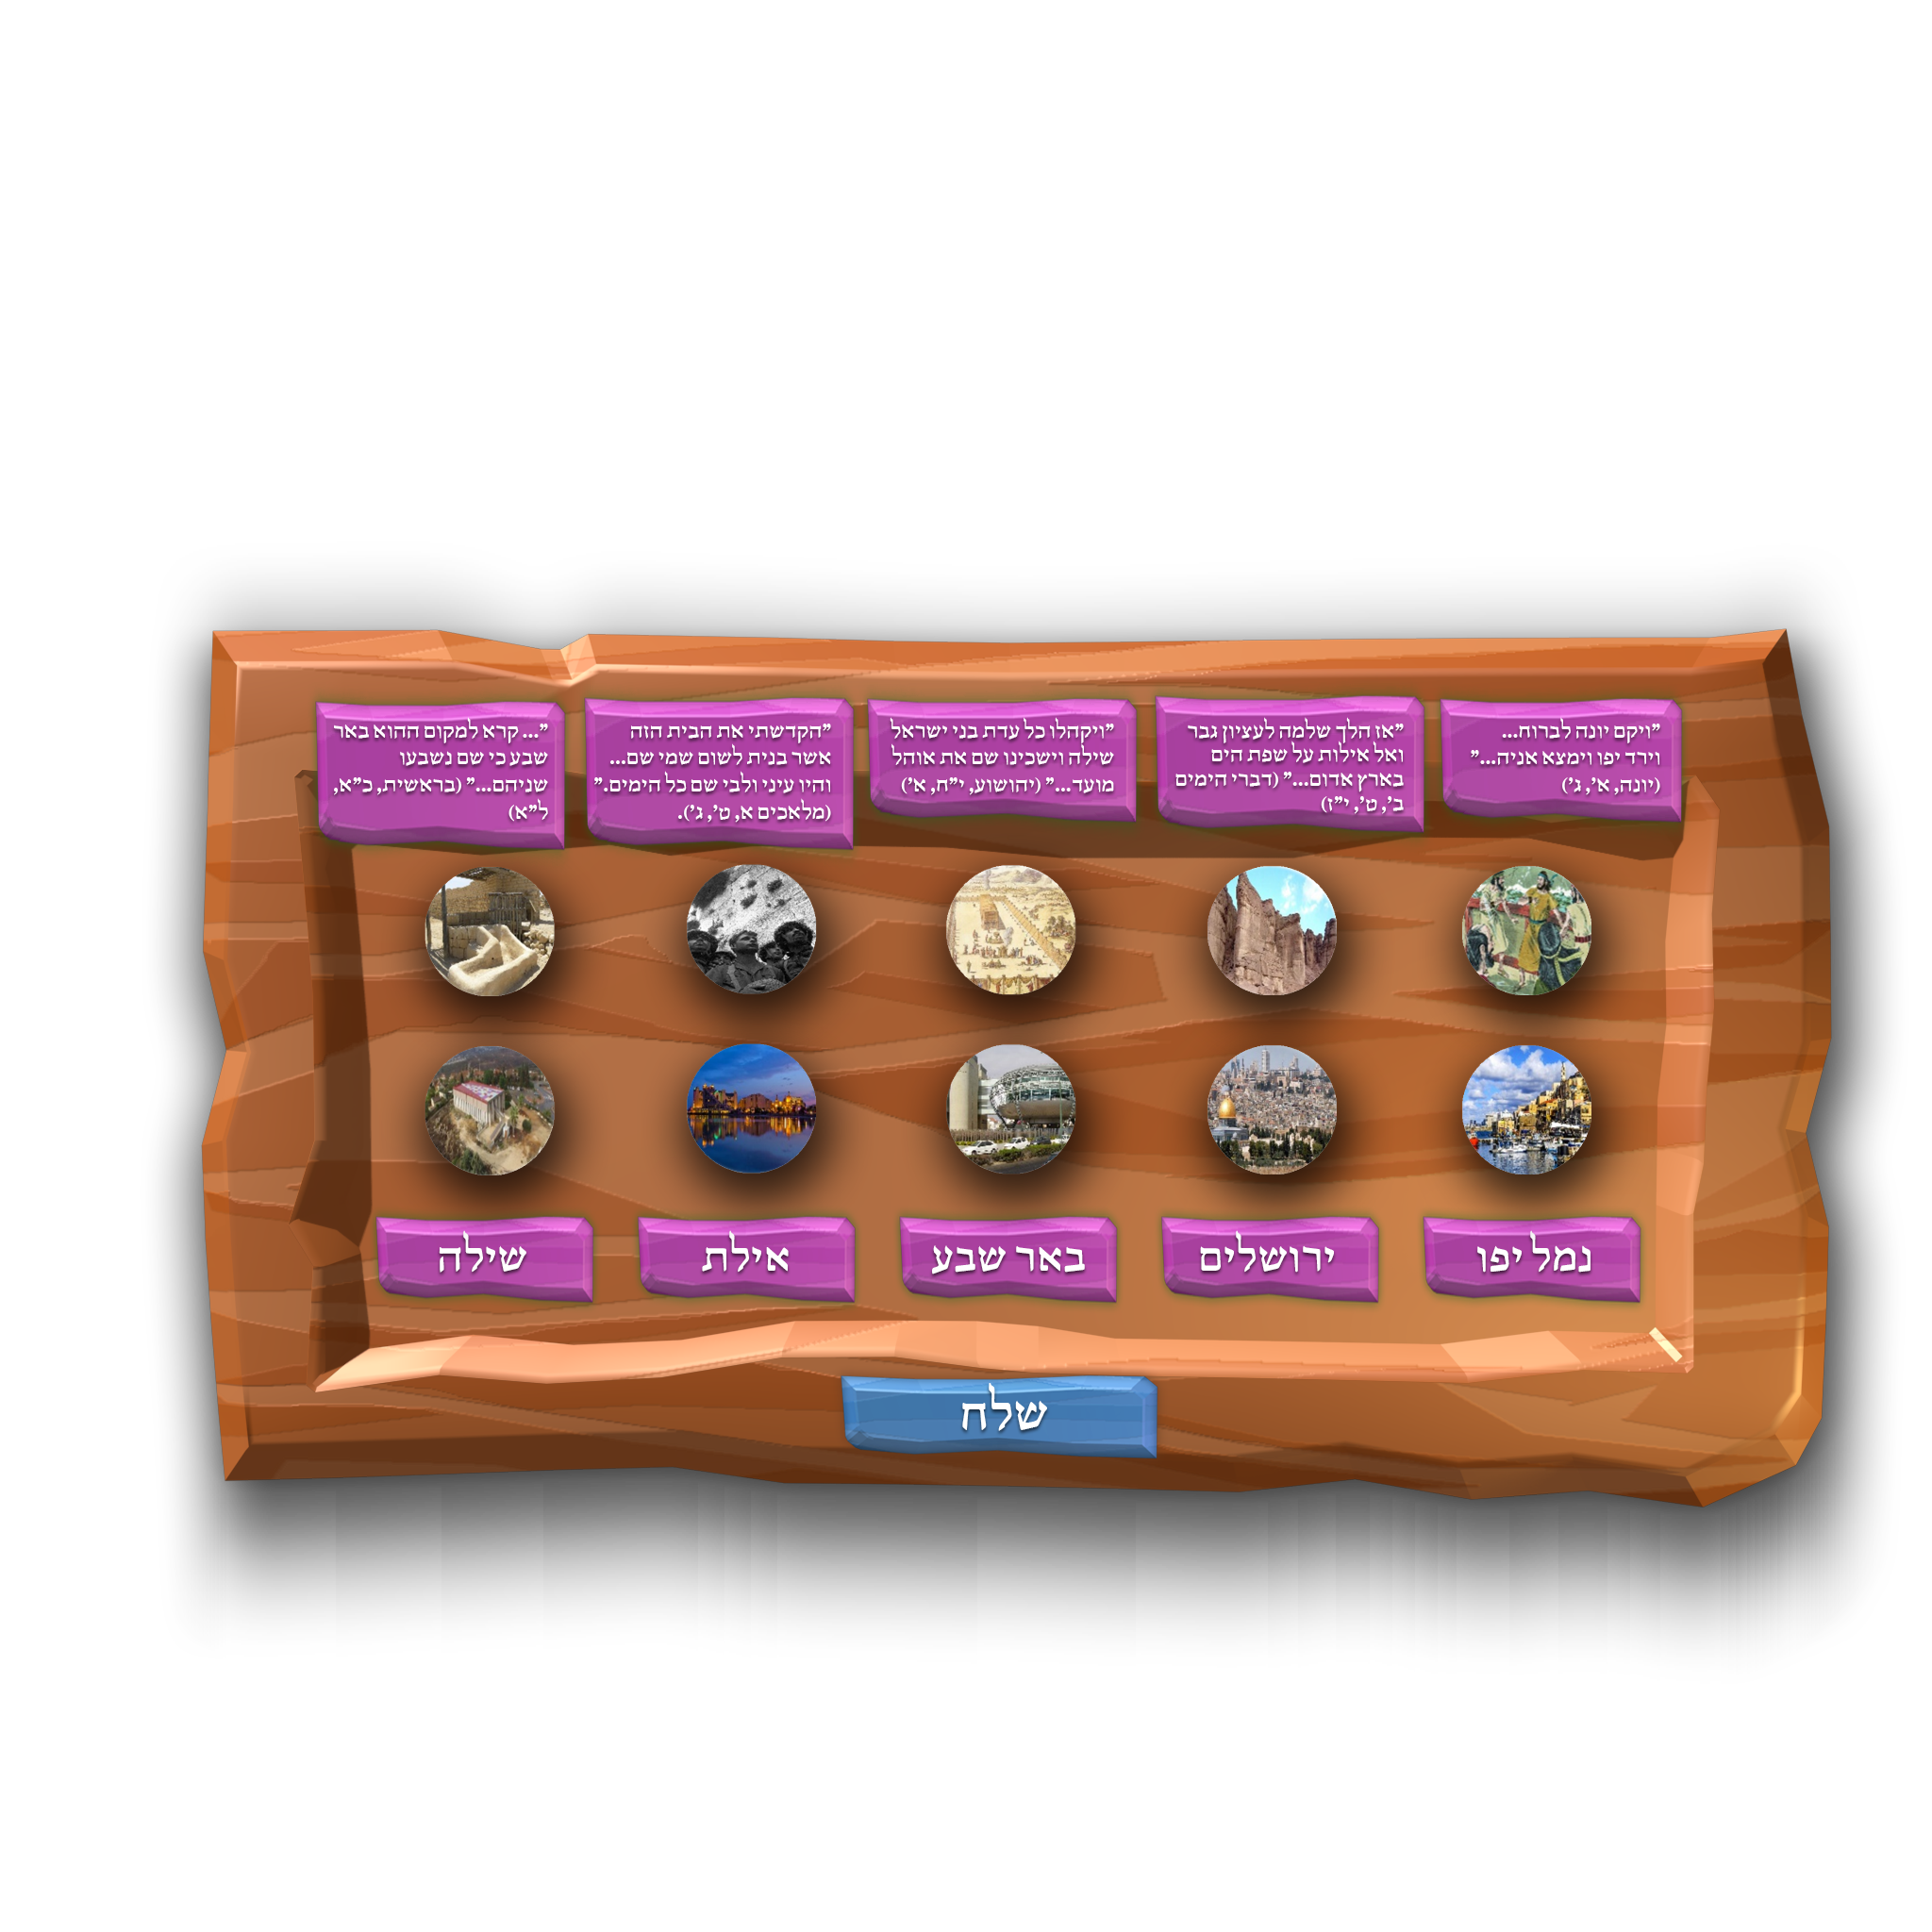 "ויקם יונה לברוח...
וירד יפו וימצא אניה..."
(יונה, א', ג')
"אז הלך שלמה לעציון גבר
ואל אילות על שפת הים
בארץ אדום..." (דברי הימים
ב', ט', י"ז)
"ויקהלו כל עדת בני ישראל
שילה וישכינו שם את אוהל
מועד..." (יהושוע, י"ח, א')
"הקדשתי את הבית הזה
אשר בנית לשום שמי שם...
והיו עיני ולבי שם כל הימים."
(מלאכים א, ט', ג').
"... קרא למקום ההוא באר
שבע כי שם נשבעו
שניהם..." (בראשית, כ"א,
ל"א)
נמל יפו
ירושלים
באר שבע
אילת
שילה
שלח